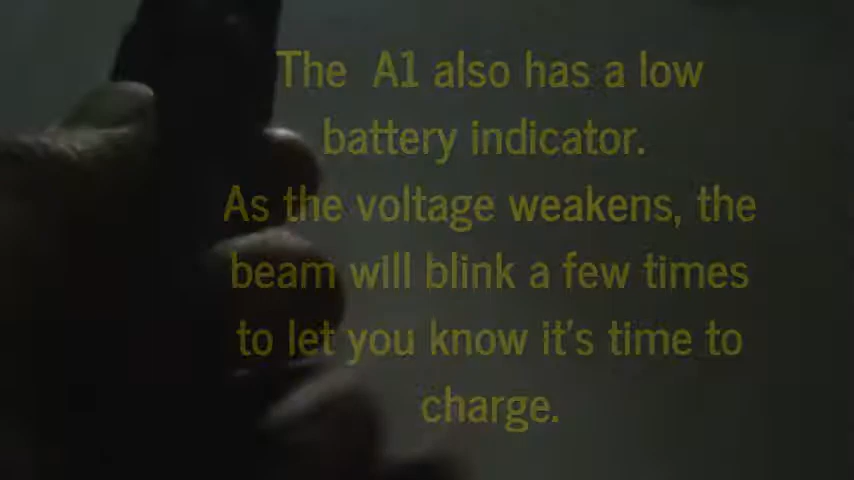 The A1 also has a low
battery indicator.
As the voltage weakens, the
beam will blink a few times
to let you know it's time to
charge.